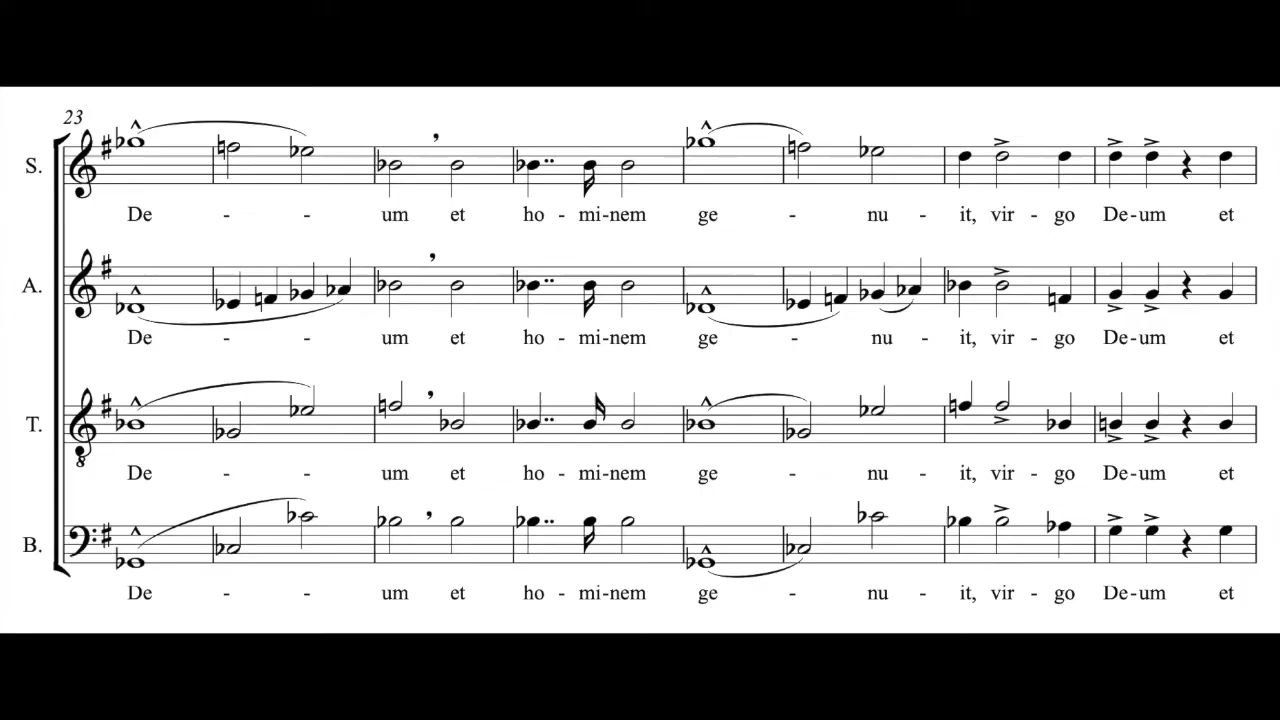 23
S.
De - - um et ho - mi-nem ge - nu - it, vir - go De-um et
A.
De - - um et ho - mi-nem ge - nu - it, vir - go De-um et
T.
De - - um et ho - mi-nem ge - nu - it, vir - go De-um et
B.
De - - um et ho - mi-nem ge - nu - it, vir - go De-um et